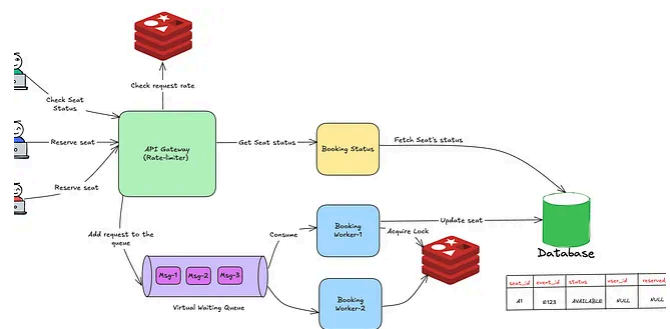 Check request rate
Check Seat
Status
Reserve seat
Reserve seat
API Gateway
(Rate-limiter)
Get Seat status
Booking Status
Fetch Seat's status
Add request to the
queue
Msg-1
Msg-2
Msg-3
Virtual Waiting Queue
Consume
Booking
Worker-1
Update seat
Acquire Lock
Booking
Worker-2
Database
seat_id event_id status user_id reserved_
A1 E123 AVAILABLE NULL NULL